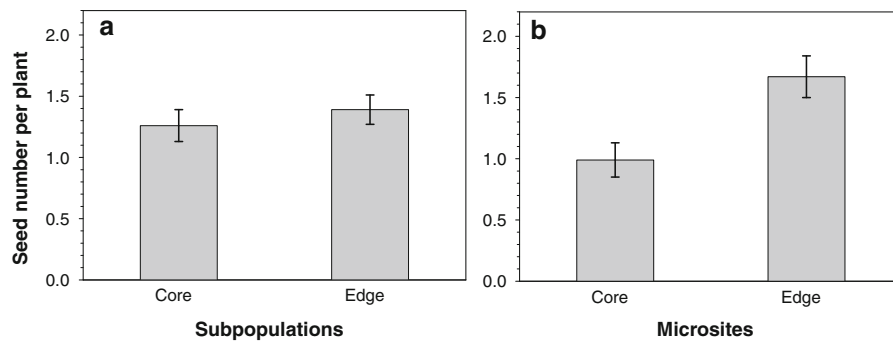 a
b
Seed number per plant
2.0
1.5
1.0
0.5
0.0
Core
Edge
Subpopulations
2.0
1.5
1.0
0.5
0.0
Core
Edge
Microsites